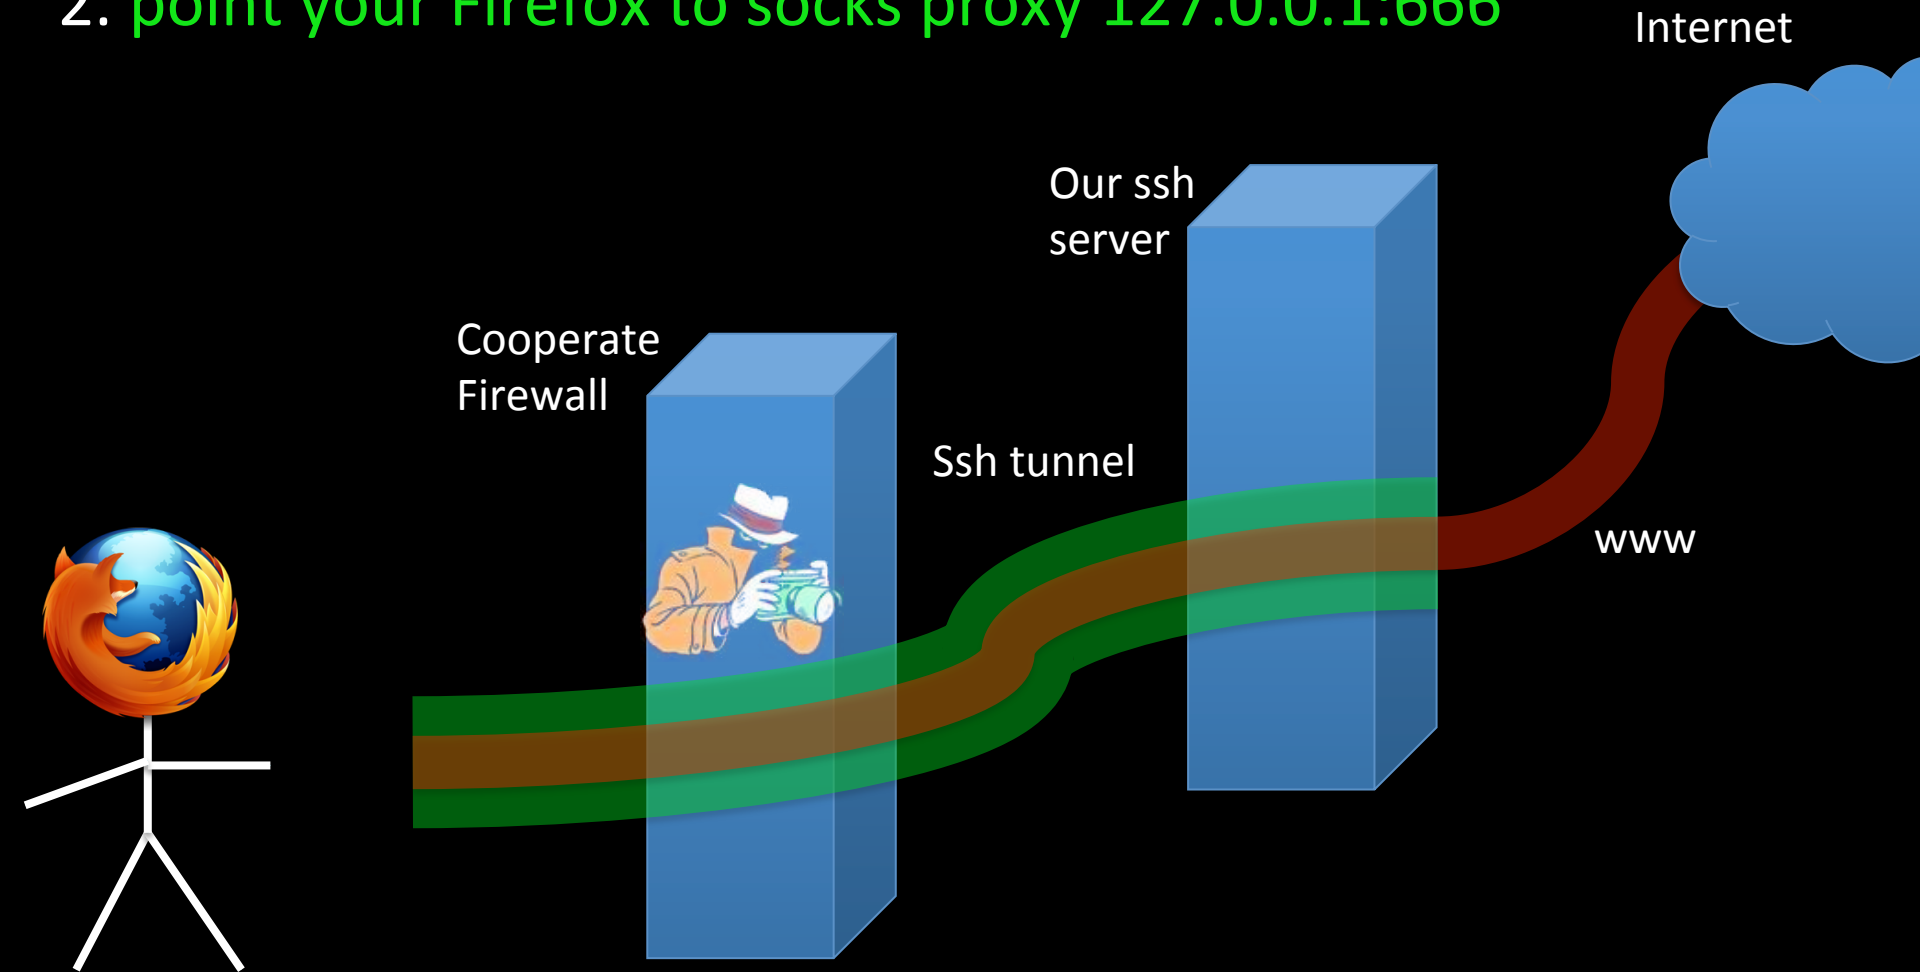 2. point your Firefox to socks proxy 127.0.0.1:666
Internet
Our ssh
server
Cooperate
Firewall
Ssh tunnel
www